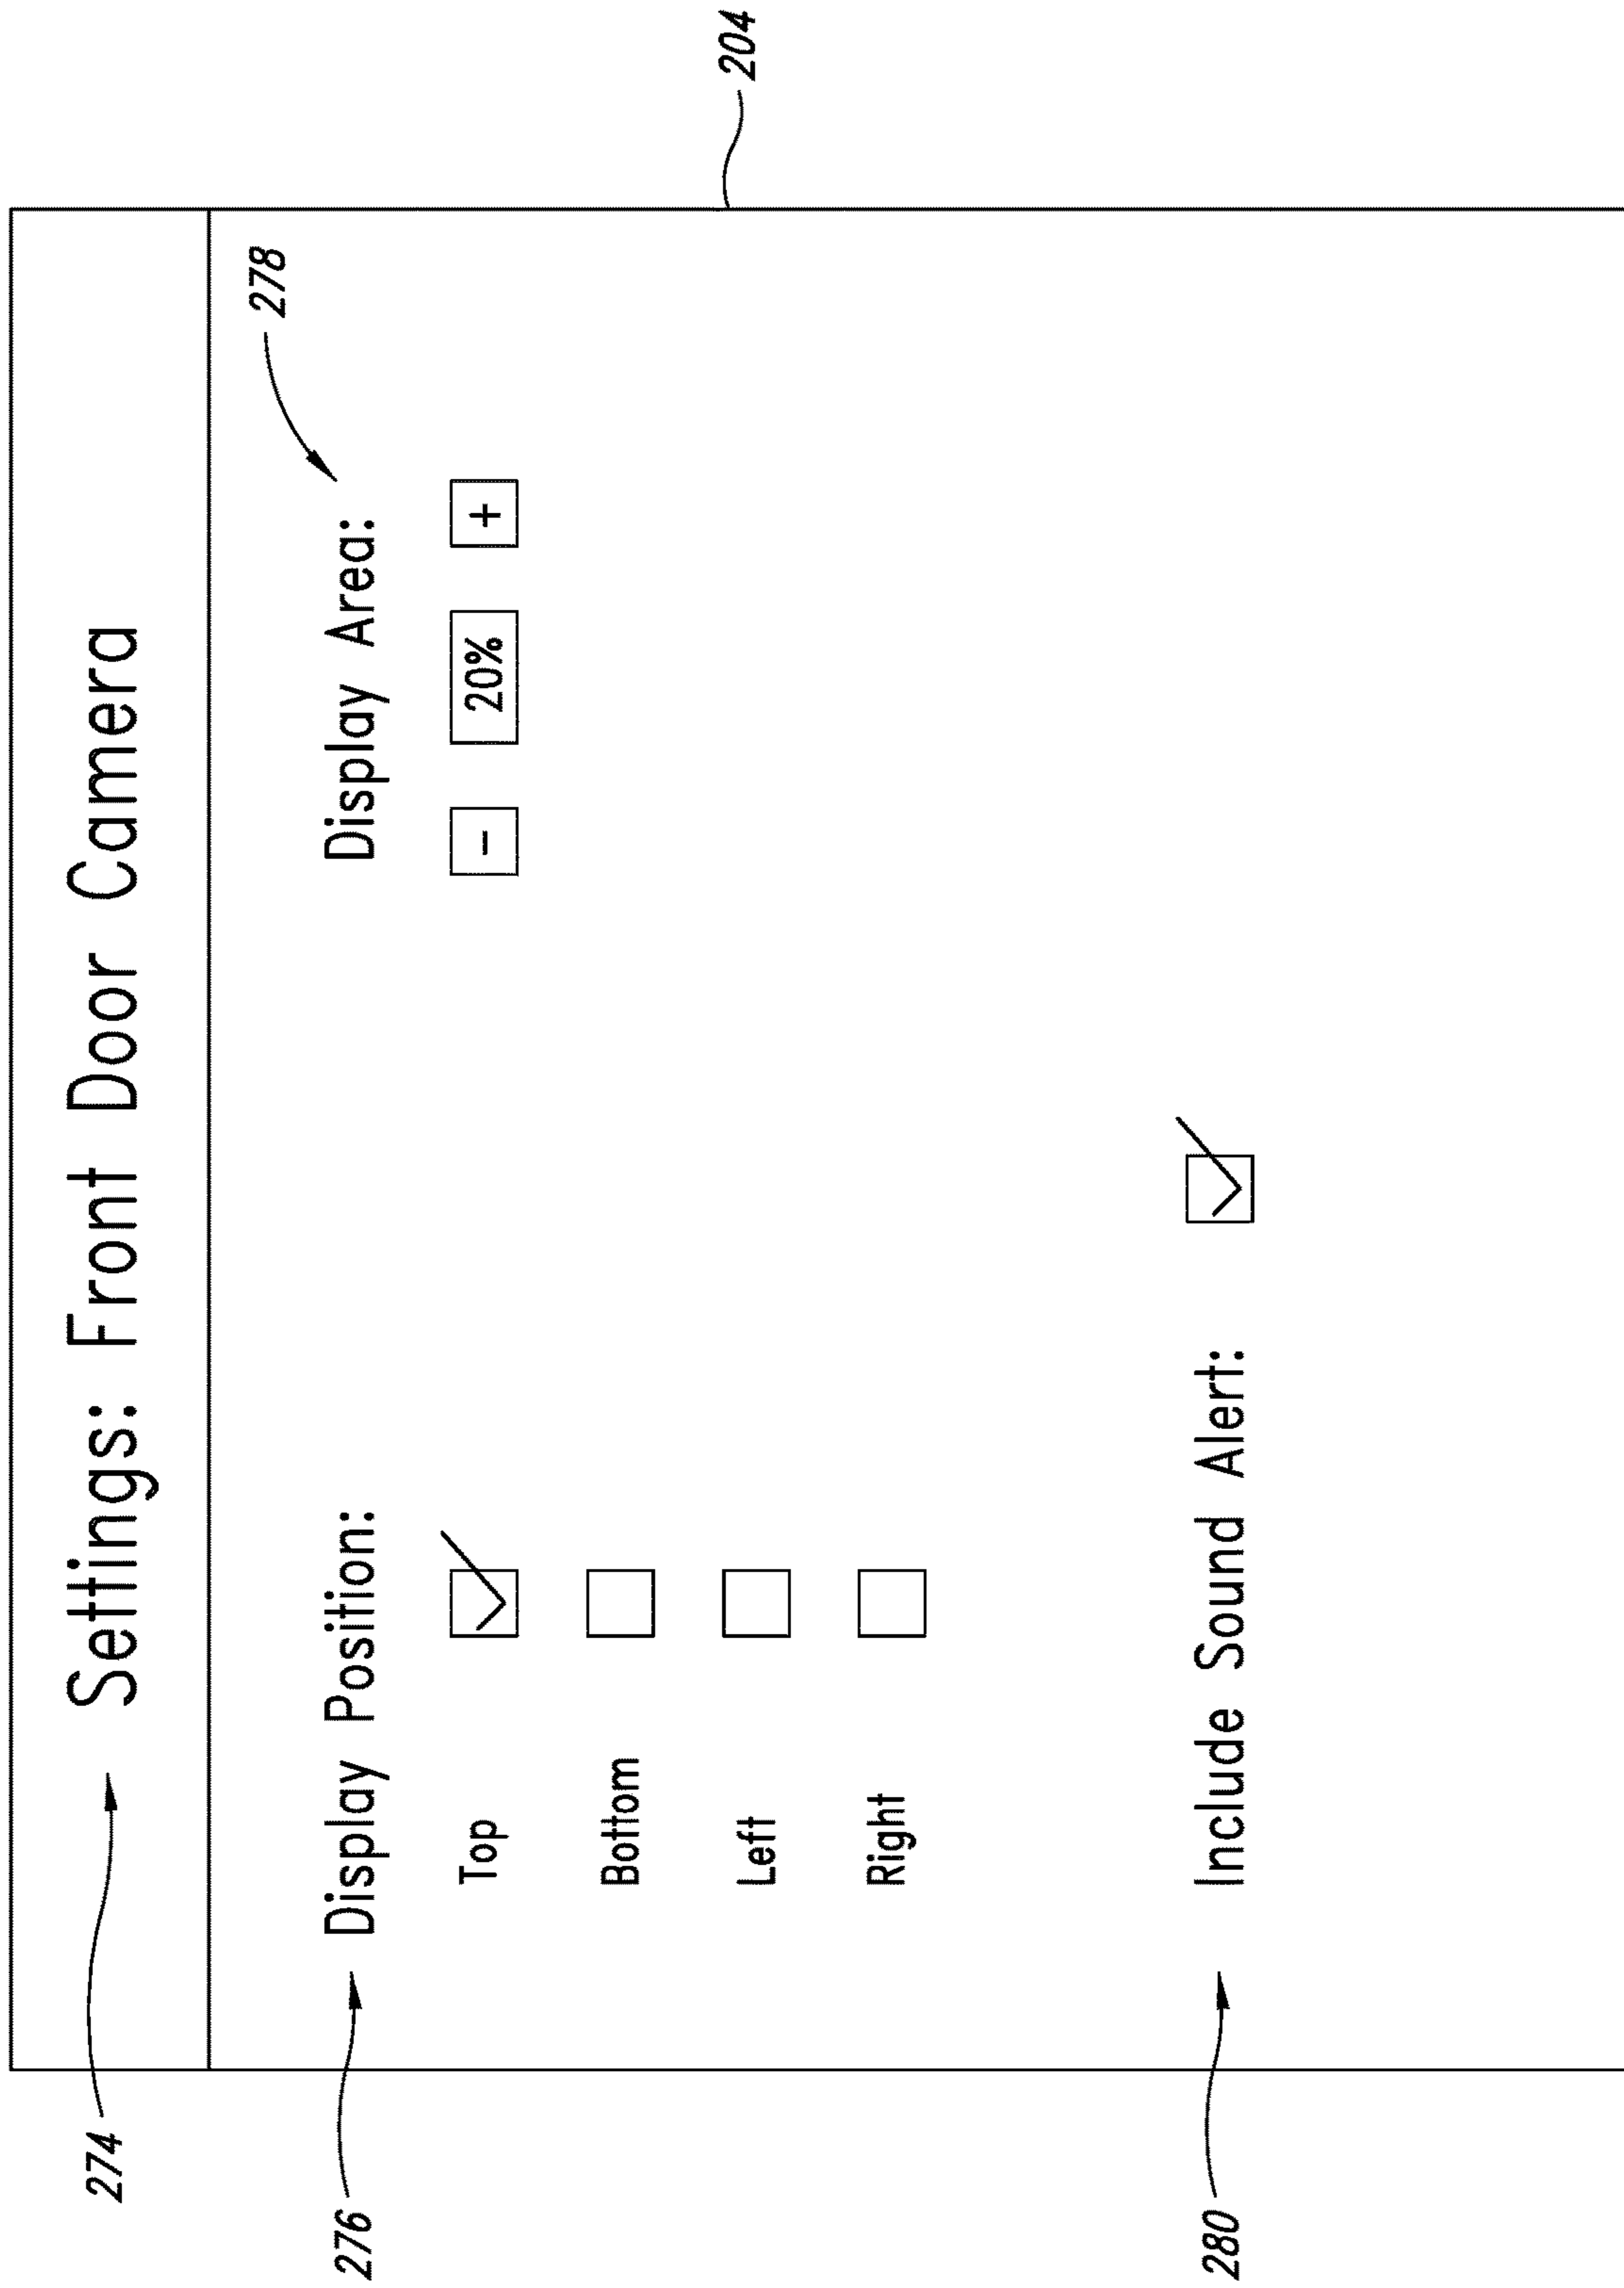 274
Settings: Front Door Camera
278
276
Display Position:
Display Area:
Top
- 20% +
Bottom
Left
Right
204
280
Include Sound Alert: